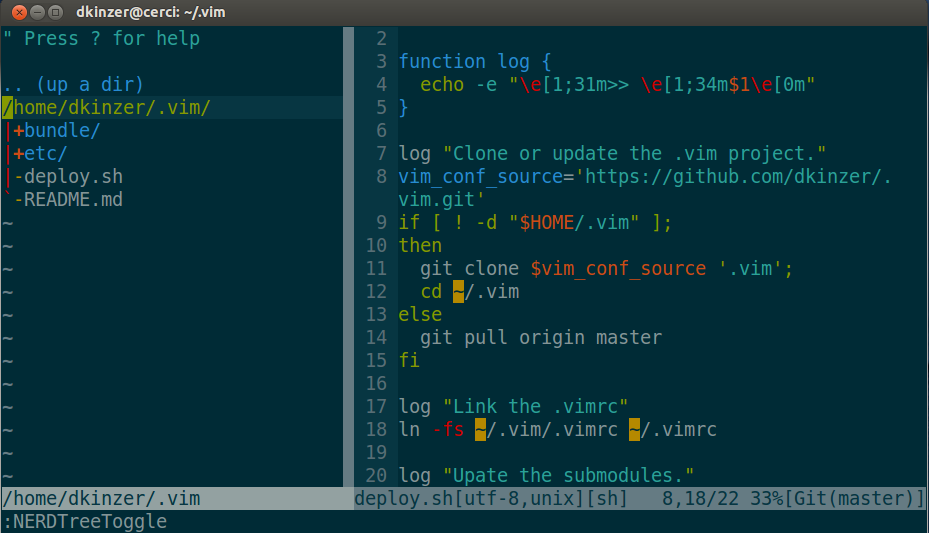 dkinzer@cerci: ~/.vim
" Press ? for help
.. (up a dir)
/home/dkinzer/.vim/
|+bundle/
|+etc/
|-deploy.sh
`-README.md
~
~
~
~
~
~
~
~
~
~
~
~
/home/dkinzer/.vim
2
3 function log {
4   echo -e "\e[1;31m>> \e[1;34m$1\e[0m"
5 }
6
7 log "Clone or update the .vim project."
8 vim_conf_source='https://github.com/dkinzer/.
vim.git'
9 if [ ! -d "$HOME/.vim" ];
10 then
11   git clone $vim_conf_source '.vim';
12   cd ~/.vim
13 else
14   git pull origin master
15 fi
16
17 log "Link the .vimrc"
18 ln -fs ~/.vim/.vimrc ~/.vimrc
19
20 log "Upate the submodules."
deploy.sh[utf-8,unix][sh]   8,18/22 33%[Git(master)]
:NERDTreeToggle